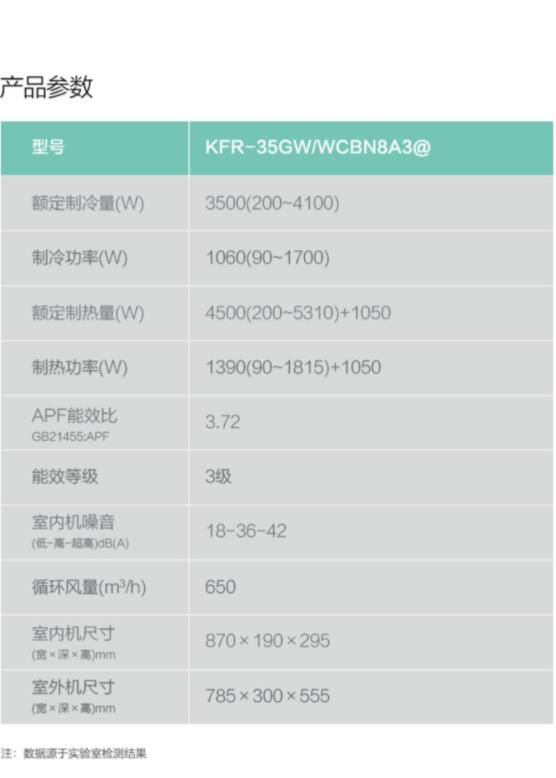 产品参数
型号 KFR-35GW/WCBN8A3@
额定制冷量(W) 3500(200~4100)
制冷功率(W) 1060(90~1700)
额定制热量(W) 4500(200~5310)+1050
制热功率(W) 1390(90~1815)+1050
APF能效比 3.72
GB21455:APF
能效等级 3级
室内机噪音 18-36-42
(低-高-超高)dB(A)
循环风量(m³/h) 650
室内机尺寸 870×190×295
(宽×深×高)mm
室外机尺寸 785×300×555
(宽×深×高)mm
注：数据源于实验室检测结果